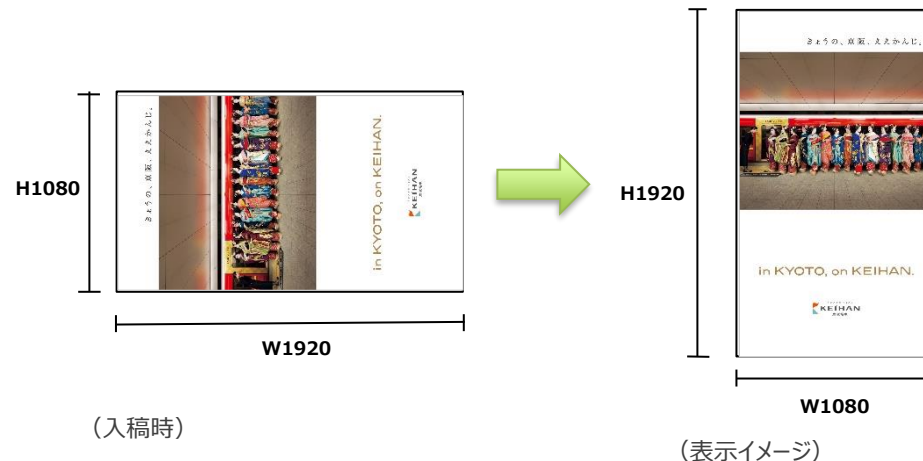 きょうの、京阪、ええかんじ。
in KYOTO, on KEIHAN.
KEIHAN
H1080
W1920
(入稿時)
きょうの、京阪、ええかんじ。
in KYOTO, on KEIHAN.
KEIHAN
H1920
W1080
(表示イメージ)